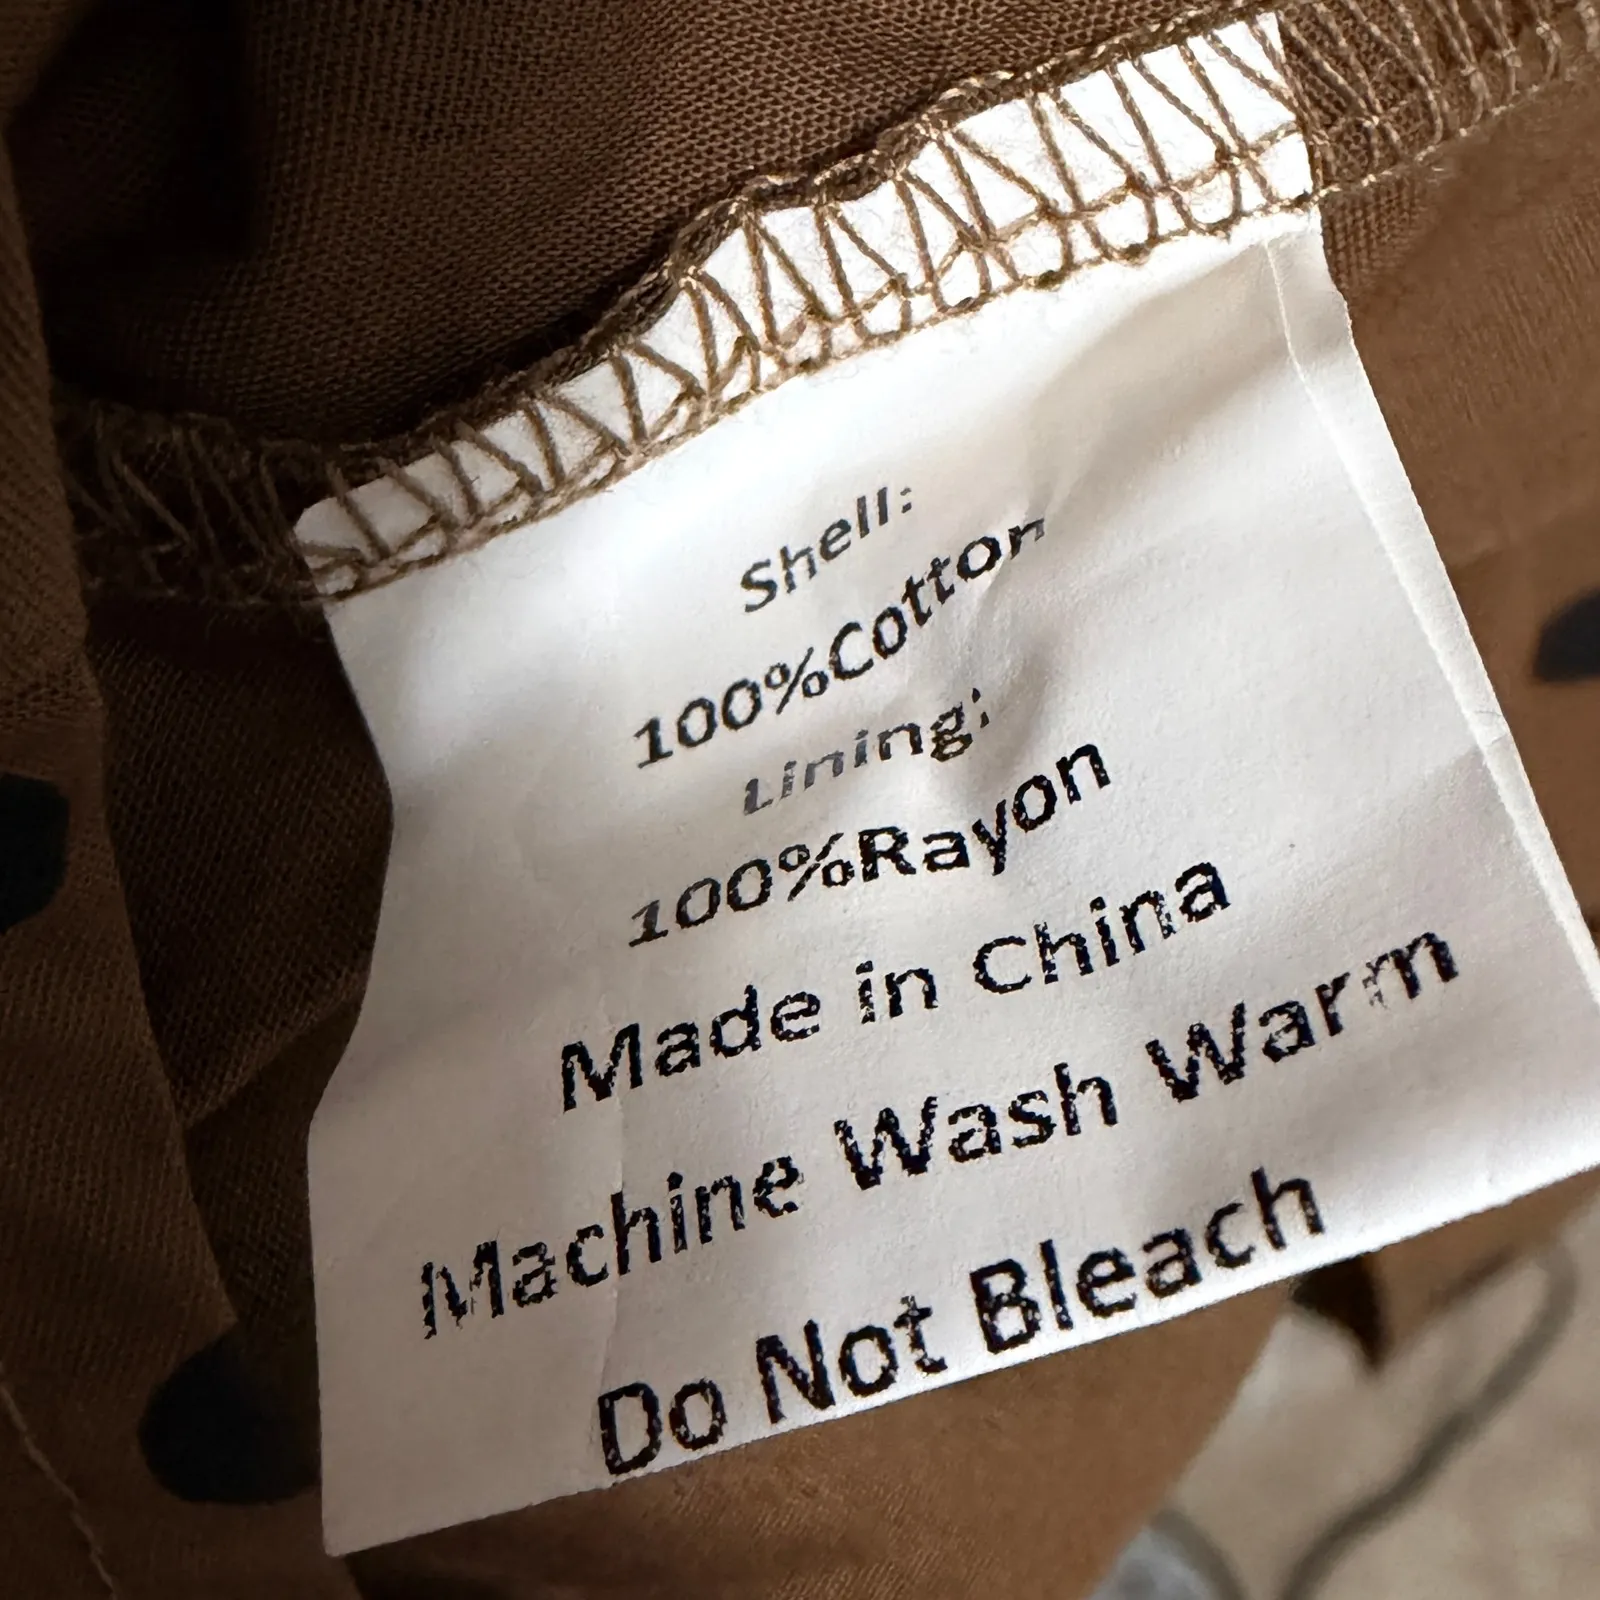 Shell:
100%Cotton
Lining:
100%Rayon
Made in China
Machine Wash Warm
Do Not Bleach